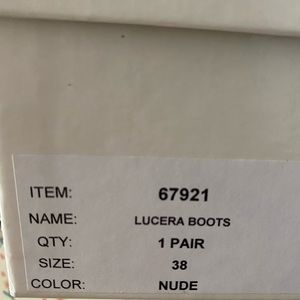 ITEM: 67921
NAME: LUCERA BOOTS
QTY: 1 PAIR
SIZE: 38
COLOR: NUDE